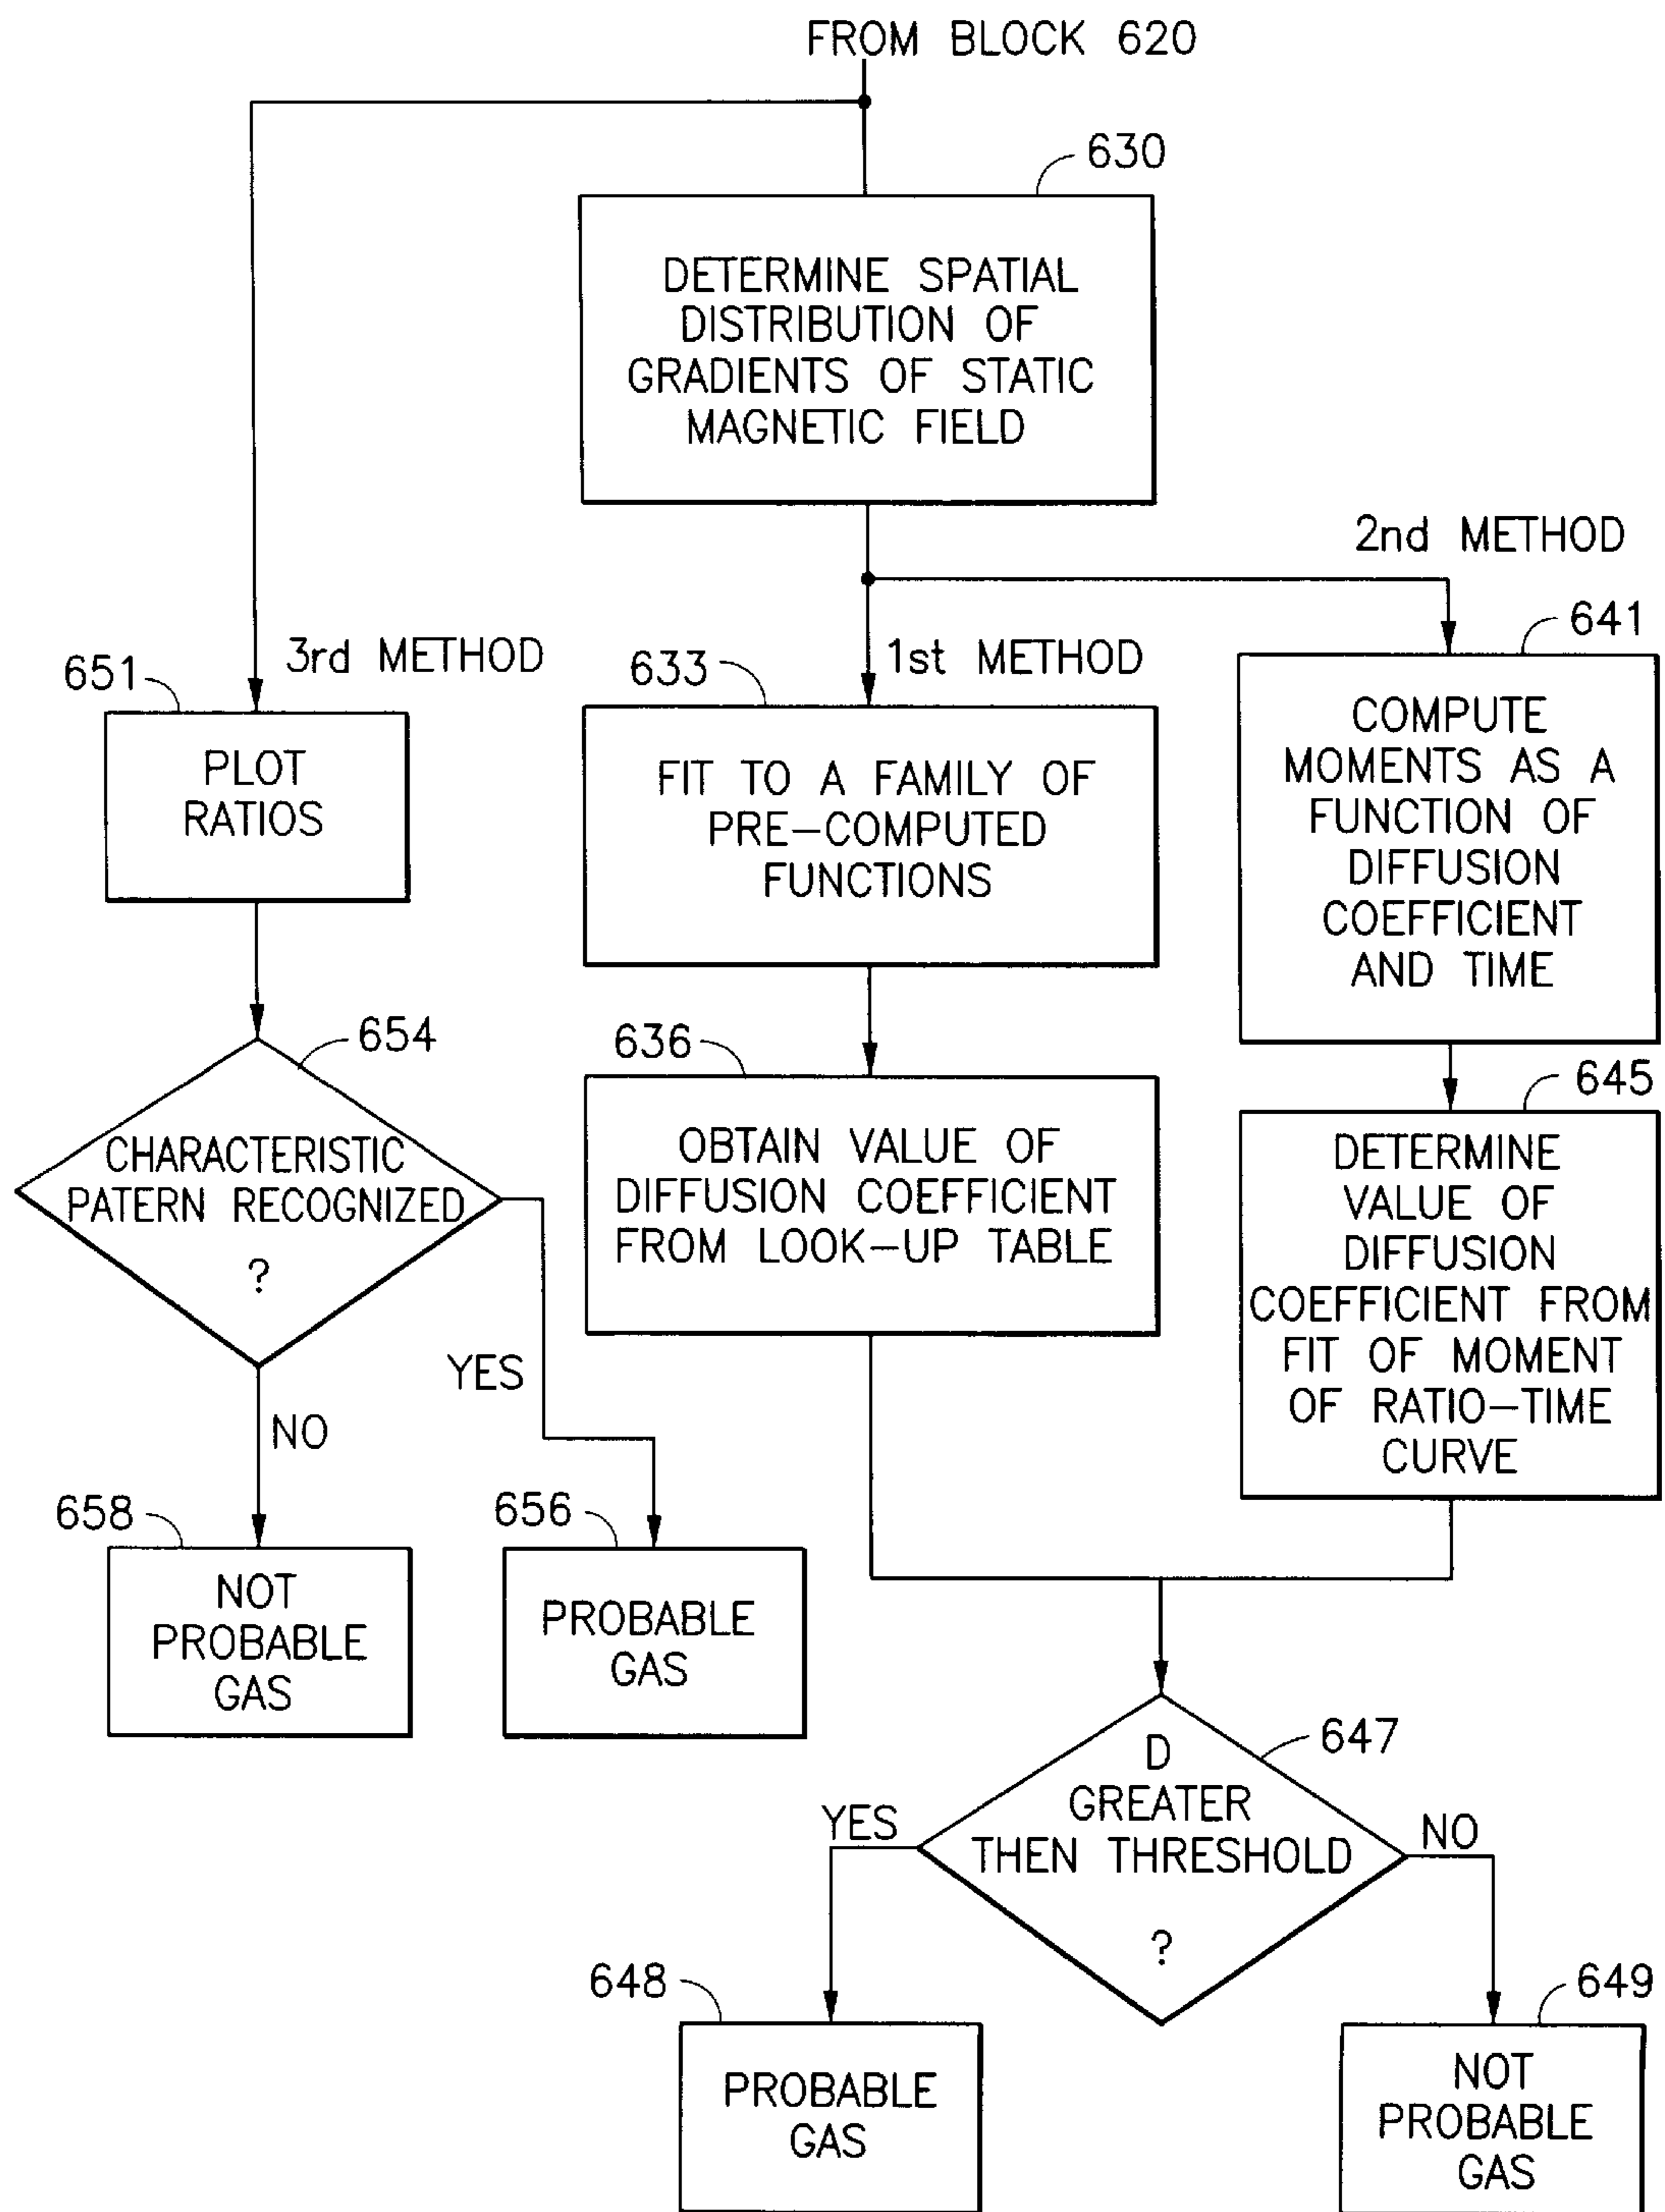 FROM BLOCK 620
630
DETERMINE SPATIAL
DISTRIBUTION OF
GRADIENTS OF STATIC
MAGNETIC FIELD
2nd METHOD
3rd METHOD
1st METHOD
651
PLOT
RATIOS
633
FIT TO A FAMILY OF
PRE-COMPUTED
FUNCTIONS
641
COMPUTE
MOMENTS AS A
FUNCTION OF
DIFFUSION
COEFFICIENT
AND TIME
654
CHARACTERISTIC
PATERN RECOGNIZED
?
636
OBTAIN VALUE OF
DIFFUSION COEFFICIENT
FROM LOOK-UP TABLE
645
DETERMINE
VALUE OF
DIFFUSION
COEFFICIENT FROM
FIT OF MOMENT
OF RATIO-TIME
CURVE
YES
NO
658
NOT
PROBABLE
GAS
656
PROBABLE
GAS
647
D
GREATER
THEN THRESHOLD
?
YES
NO
648
PROBABLE
GAS
649
NOT
PROBABLE
GAS